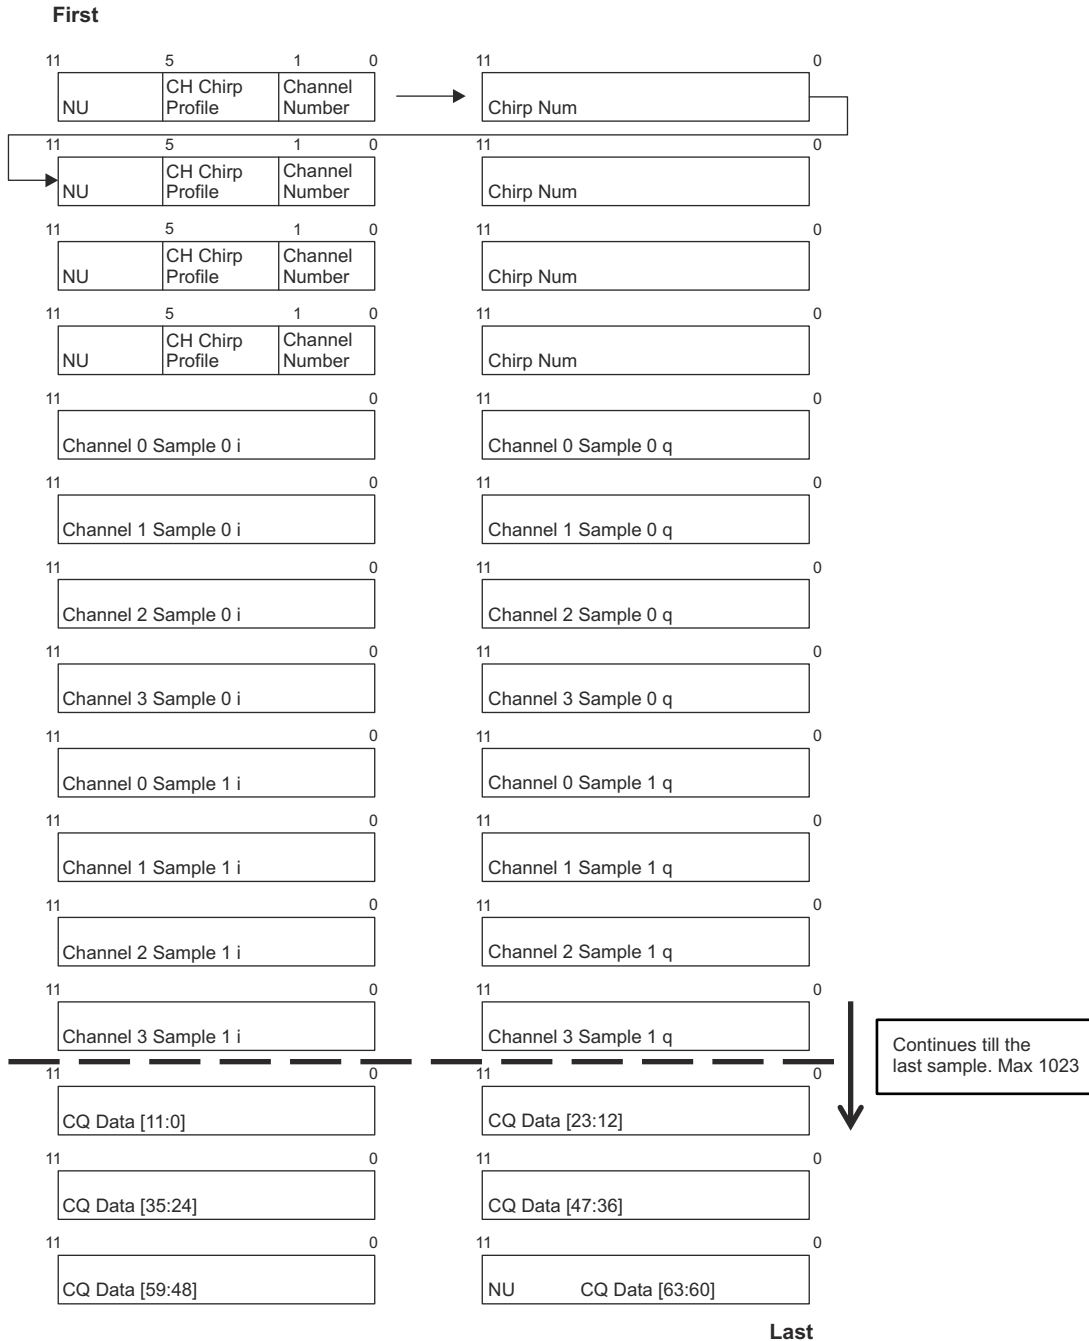 First
11 5 1 0 11 0
NU CH Chirp Profile Channel Number Chirp Num
11 5 1 0 11 0
NU CH Chirp Profile Channel Number Chirp Num
11 5 1 0 11 0
NU CH Chirp Profile Channel Number Chirp Num
11 5 1 0 11 0
NU CH Chirp Profile Channel Number Chirp Num
11 0 11 0
Channel 0 Sample 0 i Channel 0 Sample 0 q
11 0 11 0
Channel 1 Sample 0 i Channel 1 Sample 0 q
11 0 11 0
Channel 2 Sample 0 i Channel 2 Sample 0 q
11 0 11 0
Channel 3 Sample 0 i Channel 3 Sample 0 q
11 0 11 0
Channel 0 Sample 1 i Channel 0 Sample 1 q
11 0 11 0
Channel 1 Sample 1 i Channel 1 Sample 1 q
11 0 11 0
Channel 2 Sample 1 i Channel 2 Sample 1 q
11 0 11 0
Channel 3 Sample 1 i Channel 3 Sample 1 q
Continues till the
last sample. Max 1023
11 0 11 0
CQ Data [11:0] CQ Data [23:12]
11 0 11 0
CQ Data [35:24] CQ Data [47:36]
11 0 11 0
CQ Data [59:48] NU CQ Data [63:60]
Last